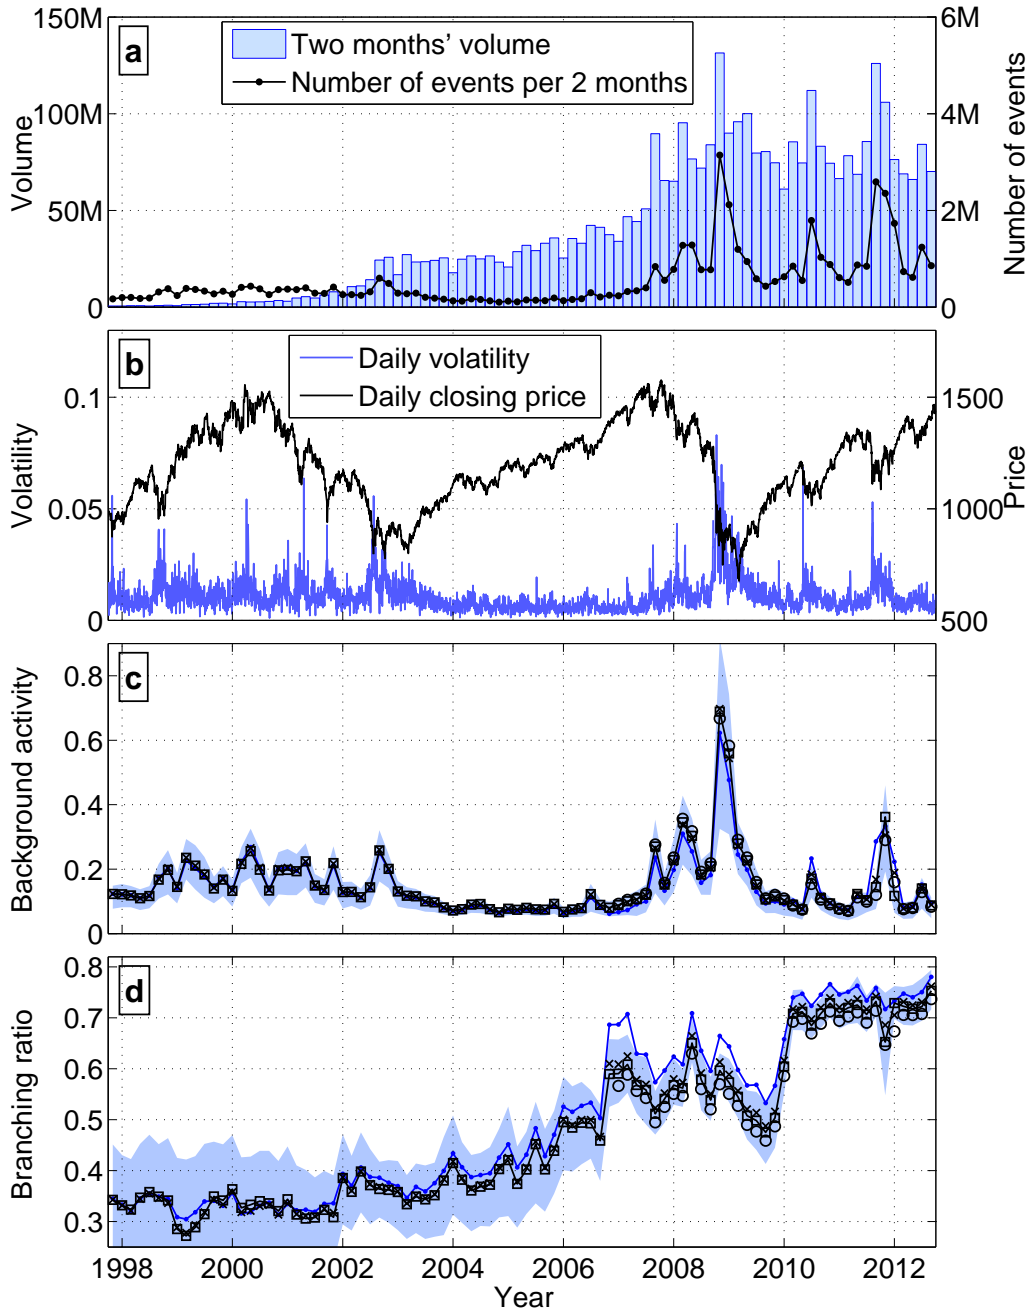 150M 6M
a
Two months' volume
Number of events per 2 months
100M 4M
50M 2M
0 0
Volume
Number of events
b
Daily volatility
Daily closing price
0.1 1500
0.05 1000
0 500
Volatility
Price
c
0.8
0.6
0.4
0.2
0
Background activity
d
0.8
0.7
0.6
0.5
0.4
0.3
Branching ratio
1998 2000 2002 2004 2006 2008 2010 2012
Year